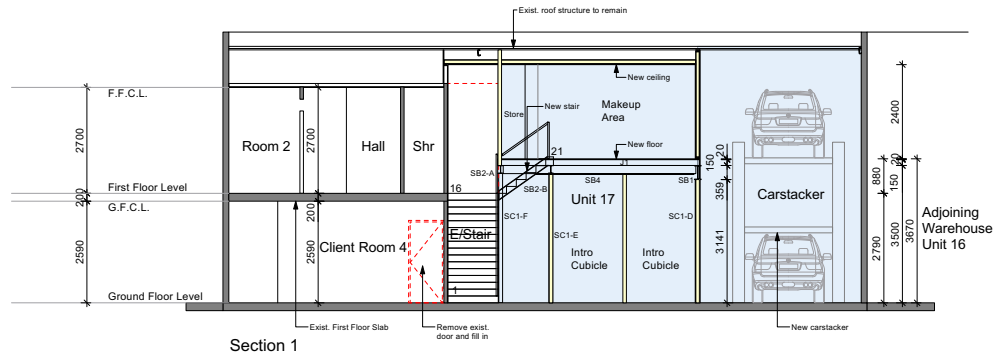 Exist. roof structure to remain
New ceiling
F.F.C.L.
Store
New stair
Makeup
Area
2400
2700
2700
Room 2
Hall
Shr
21
New floor
J1
150
20
20
SB2-A
SB2-B
SB4
SB1
First Floor Level
16
359
150
880
200
200
G.F.C.L.
Unit 17
Carstacker
SC1-F
SC1-D
SC1-E
E/Stair
Client Room 4
2590
2590
3141
2790
3500
3670
Adjoining
Warehouse
Unit 16
Intro
Cubicle
Intro
Cubicle
Ground Floor Level
1
Exist. First Floor Slab
Remove exist.
door and fill in
New carstacker
Section 1